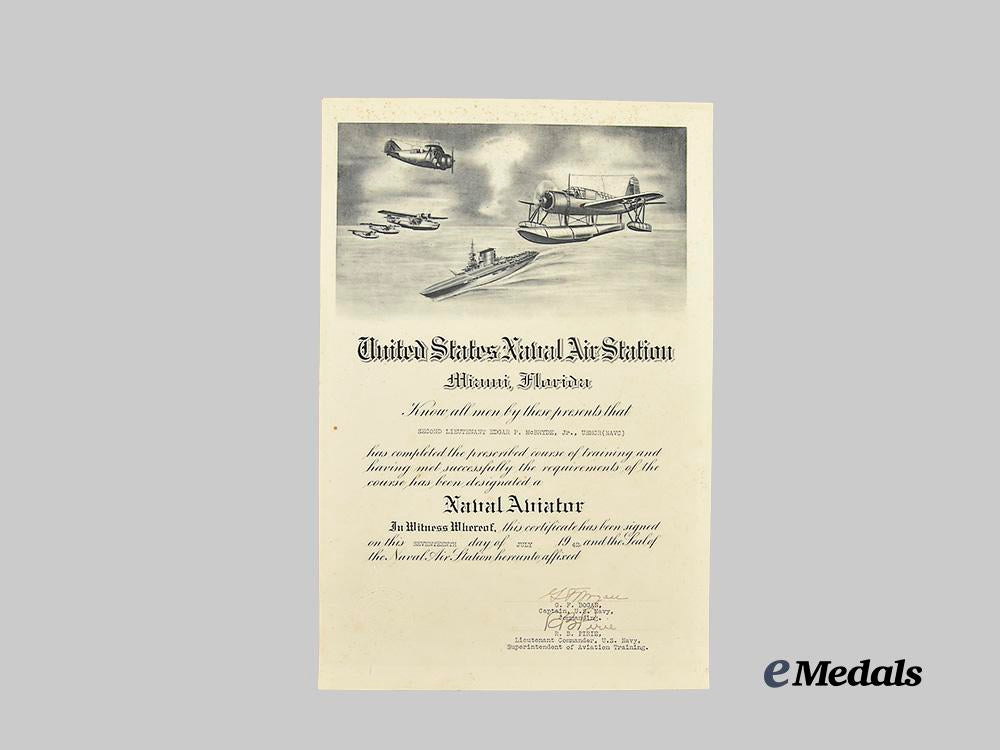 United States Naval Air Station
Miami, Florida
Know all men by these presents that
SECOND LIEUTENANT EDGAR P. McBRYDE, Jr., USMCR(NAVC)
has completed the prescribed course of training and
having met successfully the requirements of the
course, has been designated a
Naval Aviator
In Witness Whereof, this certificate has been signed
on this SEVENTEENTH day of JULY 1942, and the Seal of
the Naval Air Station hereunto affixed
G. F. BOGAN,
Captain, U.S. Navy,
Commanding.
R. B. PIRIE,
Lieutenant Commander, U.S. Navy,
Superintendent of Aviation Training.
eMedals